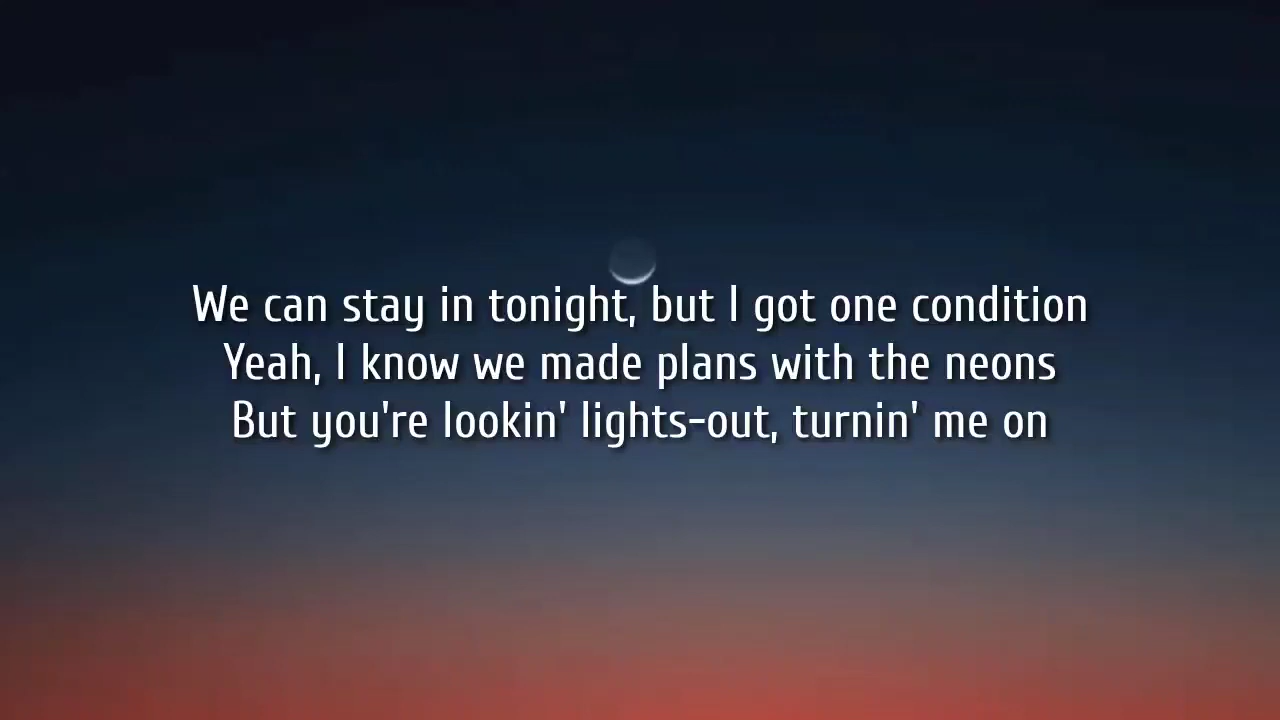 We can stay in tonight, but I got one condition
Yeah, I know we made plans with the neons
But you're lookin' lights-out, turnin' me on